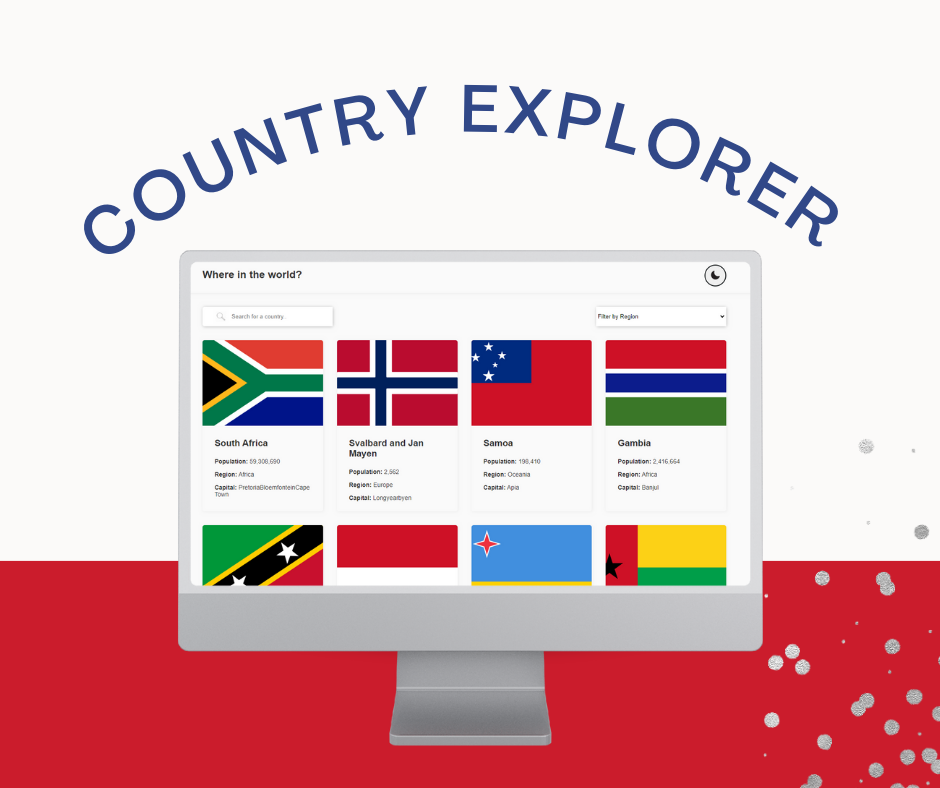 COUNTRY EXPLORER
Where in the world?
Search for a country.
Filter by Region
South Africa
Population: 59,308,690
Region: Africa
Capital: PretoriaBloemfonteinCape
Town
Svalbard and Jan
Mayen
Population: 2,562
Region: Europe
Capital: Longyearbyen
Samoa
Population: 198,410
Region: Oceania
Capital: Apia
Gambia
Population: 2,416,664
Region: Africa
Capital: Banjul